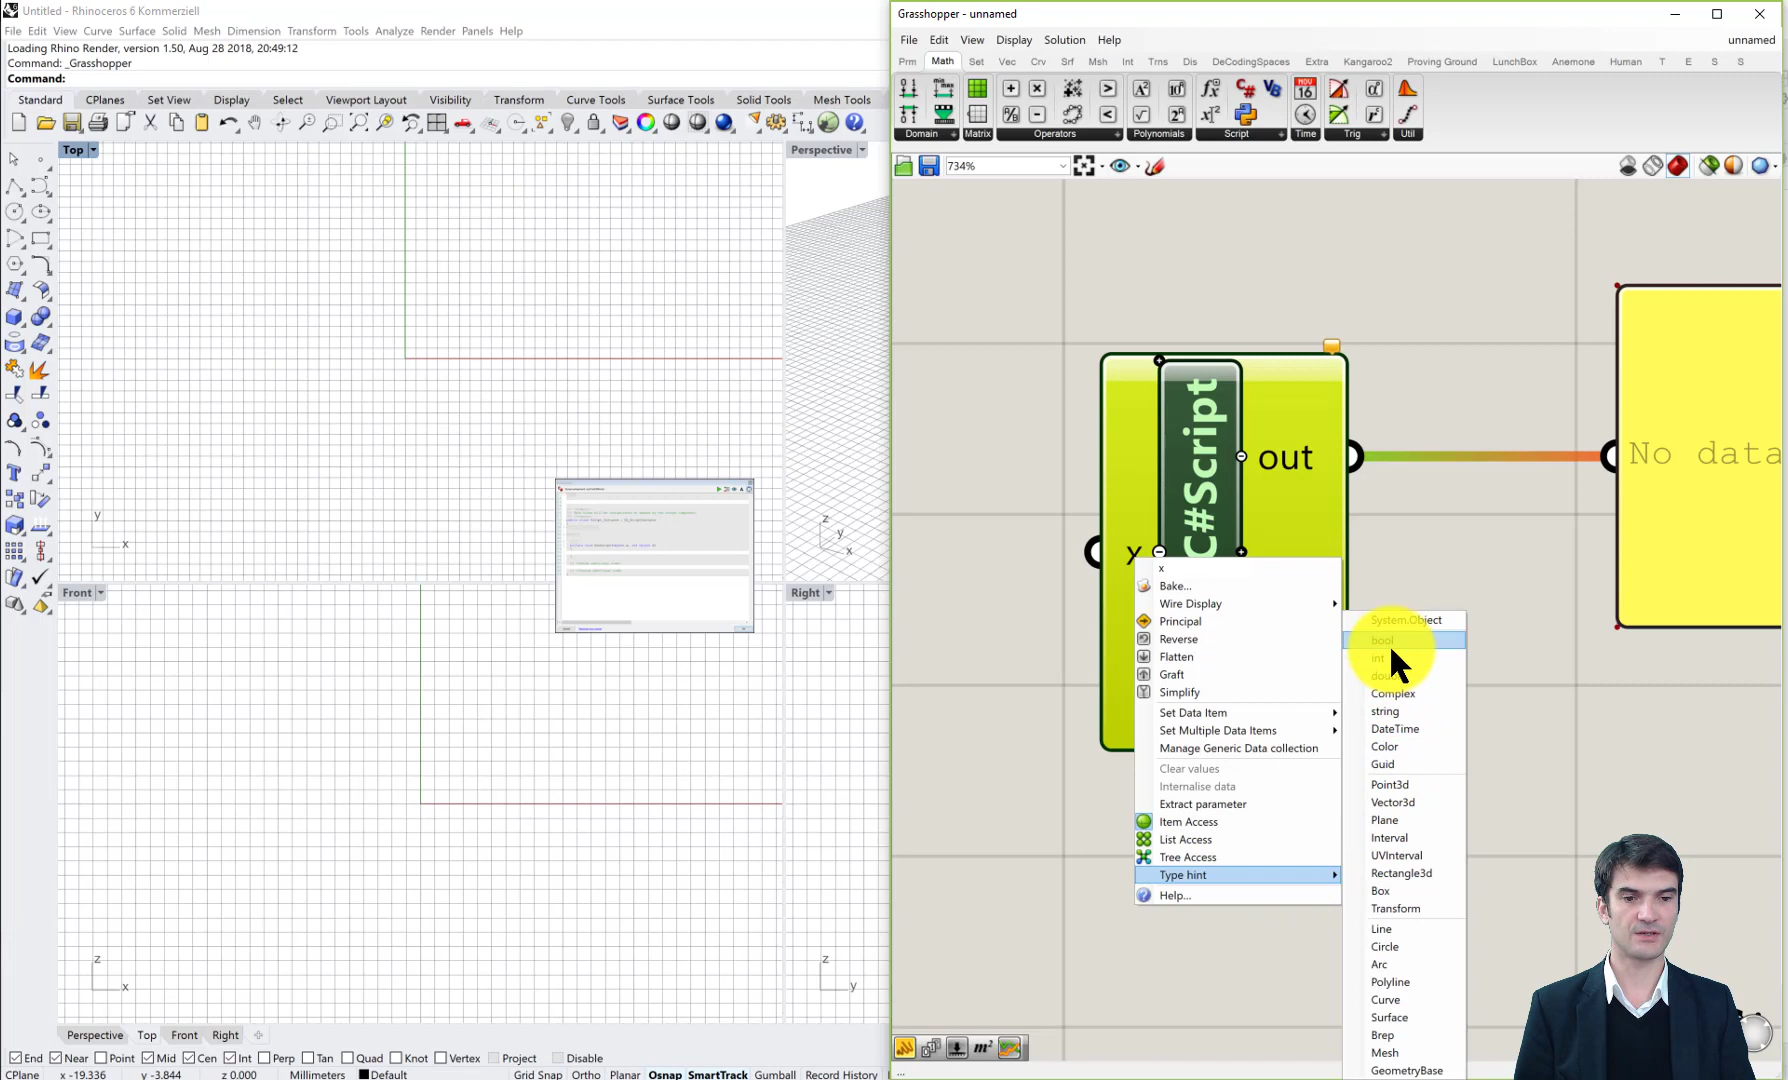 Untitled - Rhinoceros 6 Kommerziell
File Edit View Curve Surface Solid Mesh Dimension Transform Tools Analyze Render Panels Help
Loading Rhino Render, version 1.50, Aug 28 2018, 20:49:12
Command: _Grasshopper
Command:
Standard CPlanes Set View Display Select Viewport Layout Visibility Transform Curve Tools Surface Tools Solid Tools Mesh Tools
Top
Perspective
y
x
z
y
x
Front
Right
z
x
z
y
Perspective Top Front Right
End Near Point Mid Cen Int Perp Tan Quad Knot Vertex Project Disable
CPlane x -19.336 y -3.844 z 0.000 Millimeters Default Grid Snap Ortho Planar Osnap SmartTrack Gumball Record History
Grasshopper - unnamed
File Edit View Display Solution Help
unnamed
Prm Math Set Vec Crv Srf Msh Int Trns Dis DeCodingSpaces Extra Kangaroo2 Proving Ground LunchBox Anemone Human T E S S
Domain Matrix Operators Polynomials Script Time Trig Util
734%
C#Script
out
y
No data
x
Bake...
Wire Display
Principal
Reverse
Flatten
Graft
Simplify
Set Data Item
Set Multiple Data Items
Manage Generic Data collection
Clear values
Internalise data
Extract parameter
Item Access
List Access
Tree Access
Type hint
Help...
System.Object
bool
int
Complex
string
DateTime
Color
Guid
Point3d
Vector3d
Plane
Interval
UVInterval
Rectangle3d
Box
Transform
Line
Circle
Arc
Polyline
Curve
Surface
Brep
Mesh
GeometryBase
m²